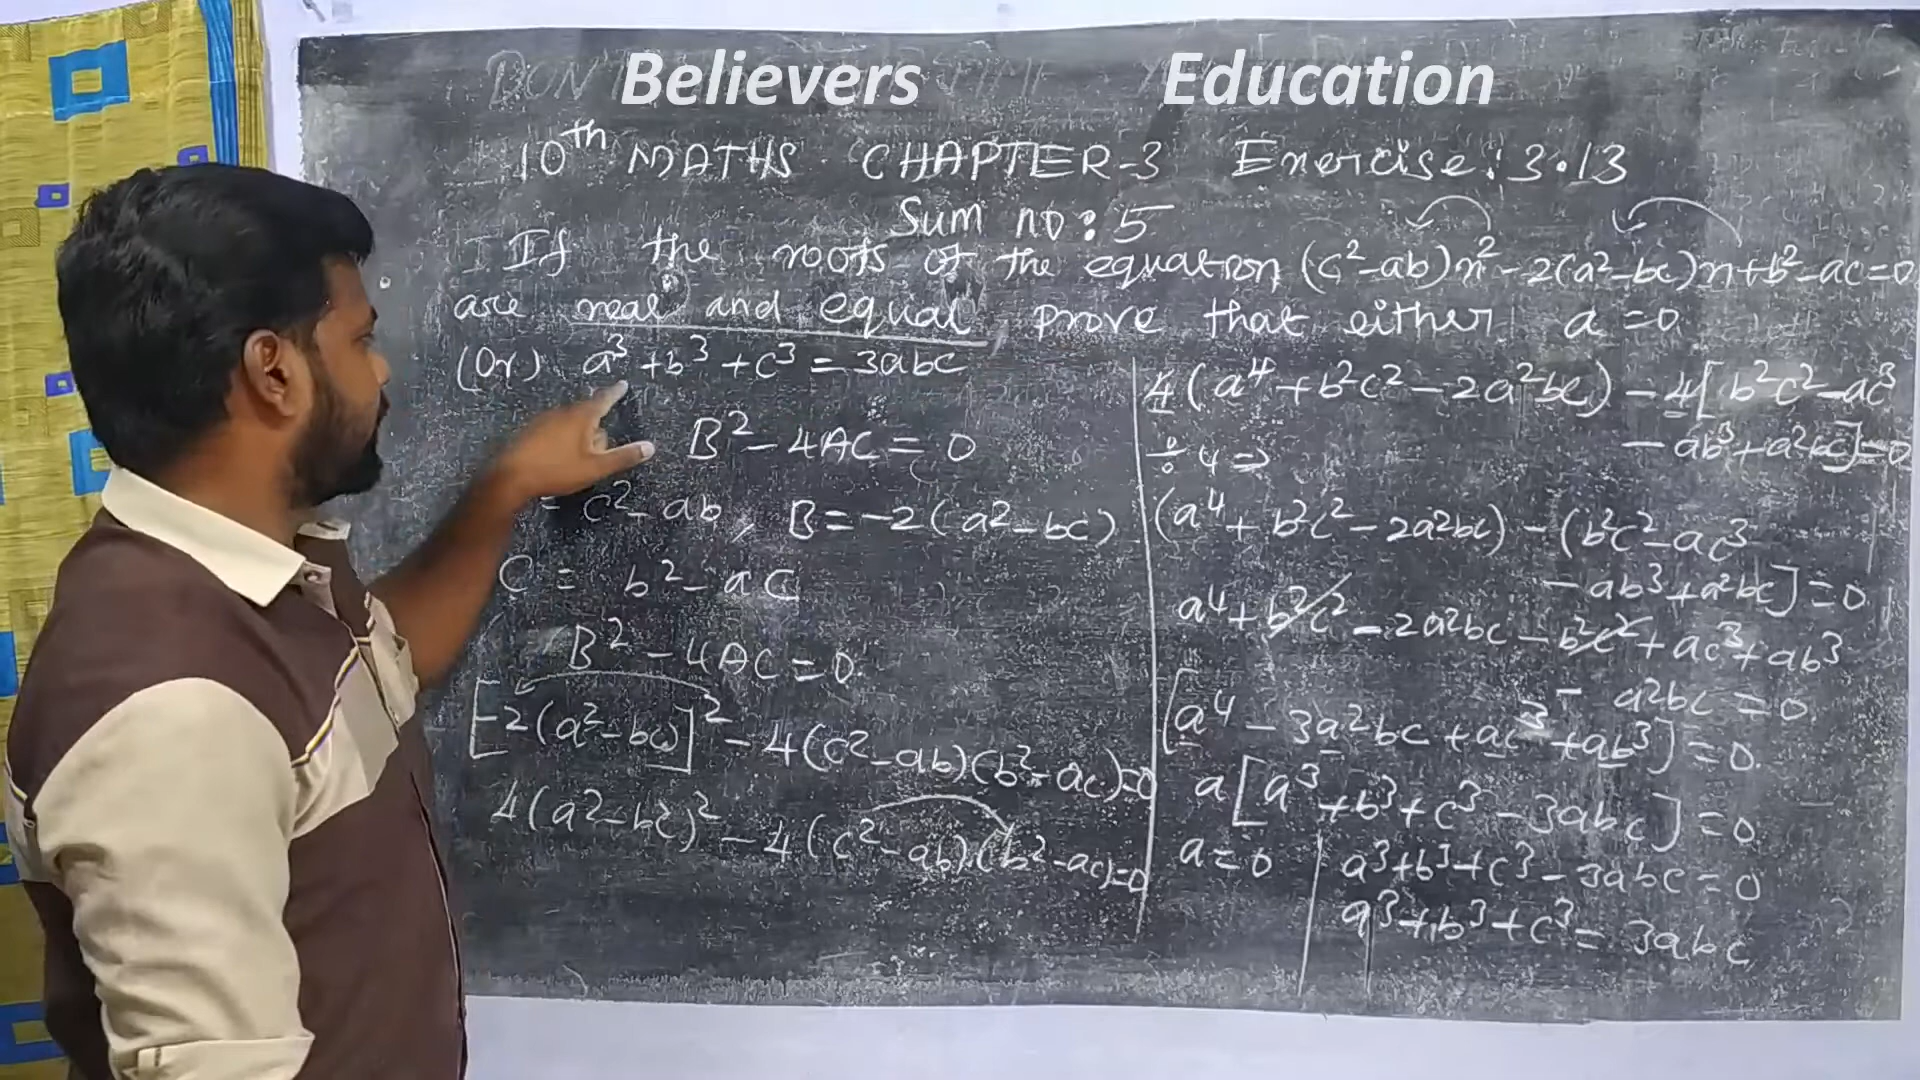 Believers Education
10th MATHS CHAPTER-3 Exercise: 3.13
Sum no: 5
If the roots of the equation, (c²-ab)x²-2(a²-bc)x+b²-ac=0
are real and equal, prove that either a=0
(Or) a³+b³+c³=3abc
B²-4AC=0
= c²-ab, B=-2(a²-bc)
C = b²-ac
B²-4AC=0.
[-2(a²-bc)]²-4(c²-ab)(b²-ac)=0
4(a²-bc)²-4(c²-ab).(b²-ac)=0
4(a⁴+b²c²-2a²bc)-4[b²c²-ac³
-ab³+a²bc]=0
÷ 4 ⇒
(a⁴+b²c²-2a²bc)-(b²c²-ac³
-ab³+a²bc]=0
a⁴+b²c²-2a²bc-b²c²+ac³+ab³
- a²bc=0.
[a⁴-3a²bc+ac³+ab³]=0.
a[a³+b³+c³-3abc]=0.
a=0
a³+b³+c³-3abc=0
a³+b³+c³=3abc